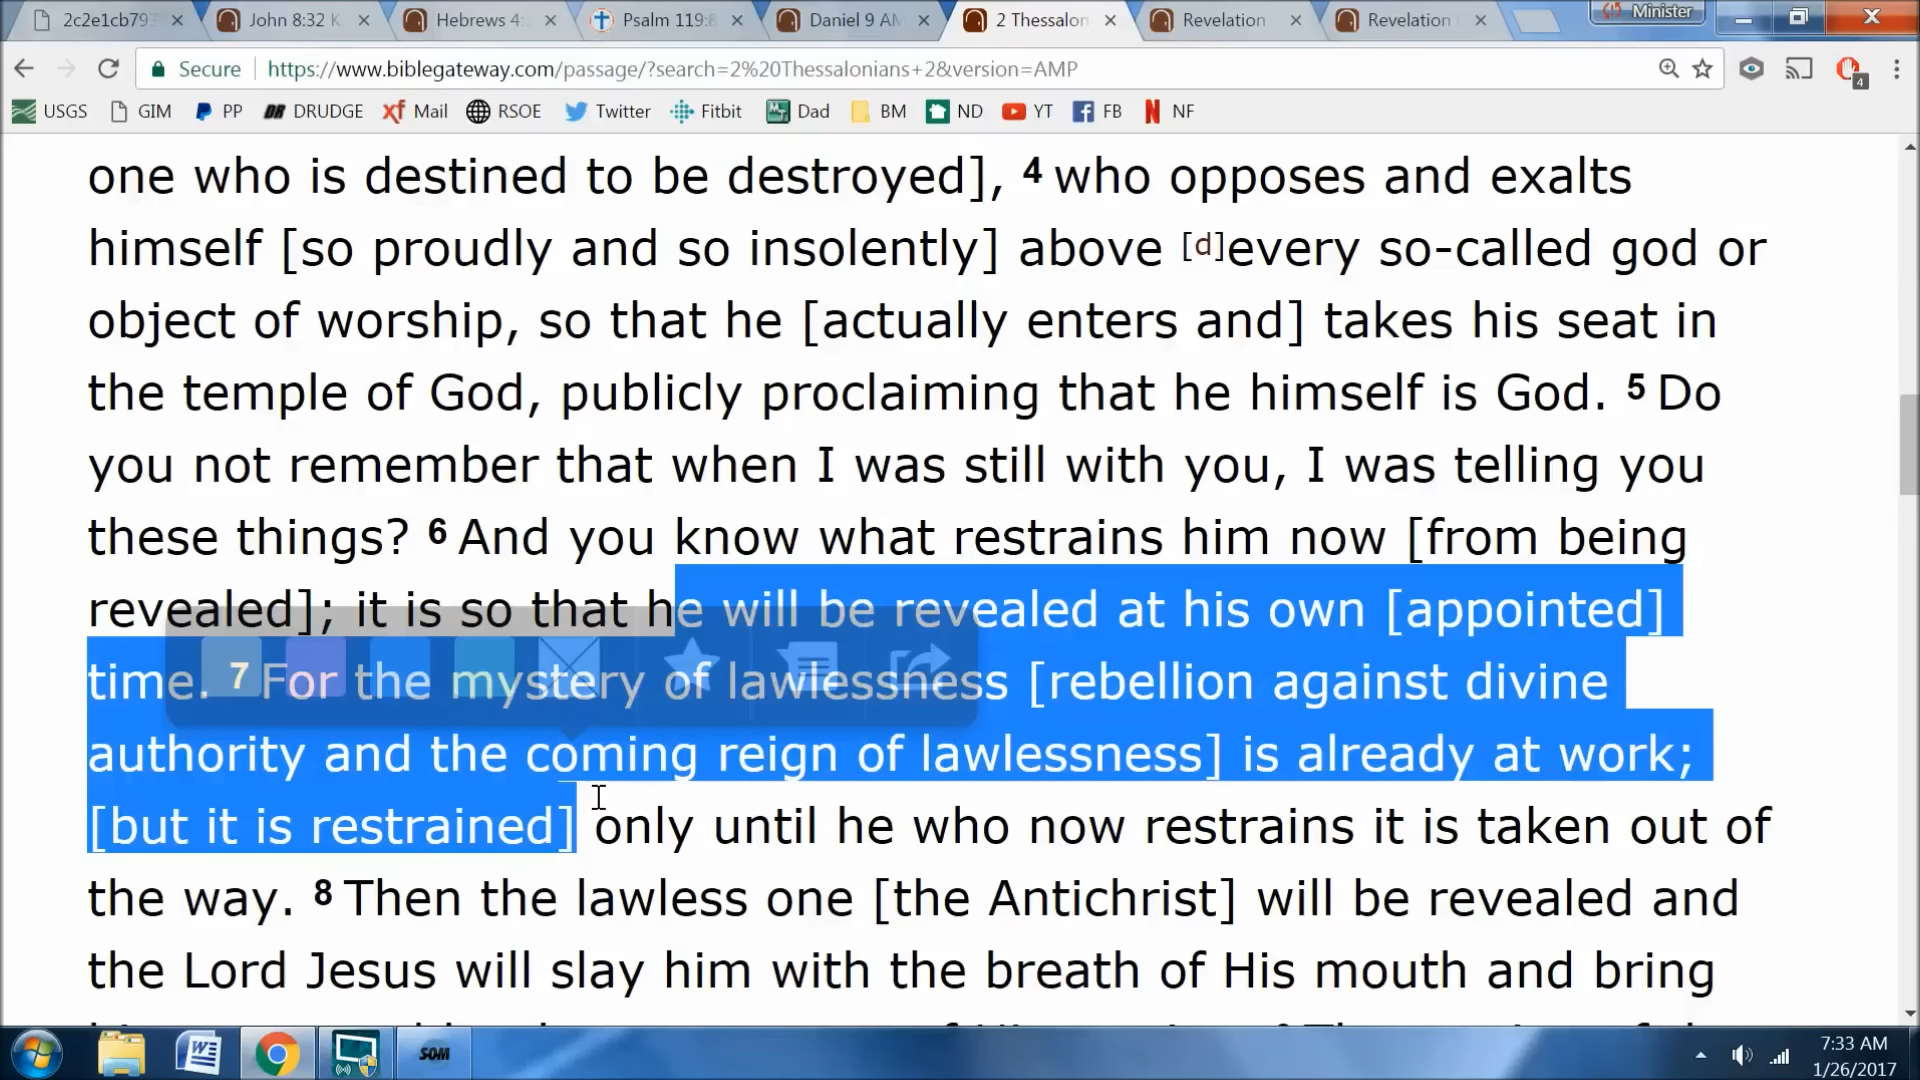 2c2e1cb793
John 8:32 K
Hebrews 4:
Psalm 119:8
Daniel 9 AM
2 Thessalon
Revelation
Revelation
Minister
Secure
https://www.biblegateway.com/passage/?search=2%20Thessalonians+2&version=AMP
4
USGS
GIM
PP
DR DRUDGE
xf Mail
RSOE
Twitter
Fitbit
Dad
BM
ND
YT
FB
N NF
one who is destined to be destroyed], 4 who opposes and exalts
himself [so proudly and so insolently] above [d]every so-called god or
object of worship, so that he [actually enters and] takes his seat in
the temple of God, publicly proclaiming that he himself is God. 5 Do
you not remember that when I was still with you, I was telling you
these things? 6 And you know what restrains him now [from being
revealed]; it is so that he will be revealed at his own [appointed]
time. 7 For the mystery of lawlessness [rebellion against divine
authority and the coming reign of lawlessness] is already at work;
[but it is restrained] only until he who now restrains it is taken out of
the way. 8 Then the lawless one [the Antichrist] will be revealed and
the Lord Jesus will slay him with the breath of His mouth and bring
SOM
7:33 AM
1/26/2017